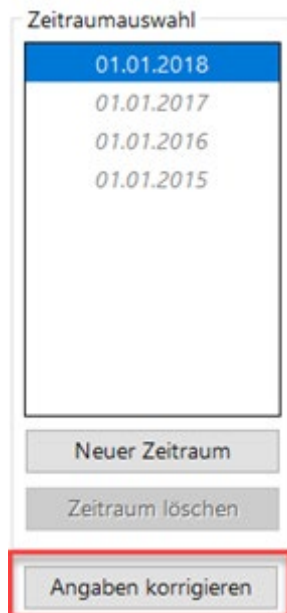 Zeitraumauswahl
01.01.2018
01.01.2017
01.01.2016
01.01.2015
Neuer Zeitraum
Zeitraum löschen
Angaben korrigieren